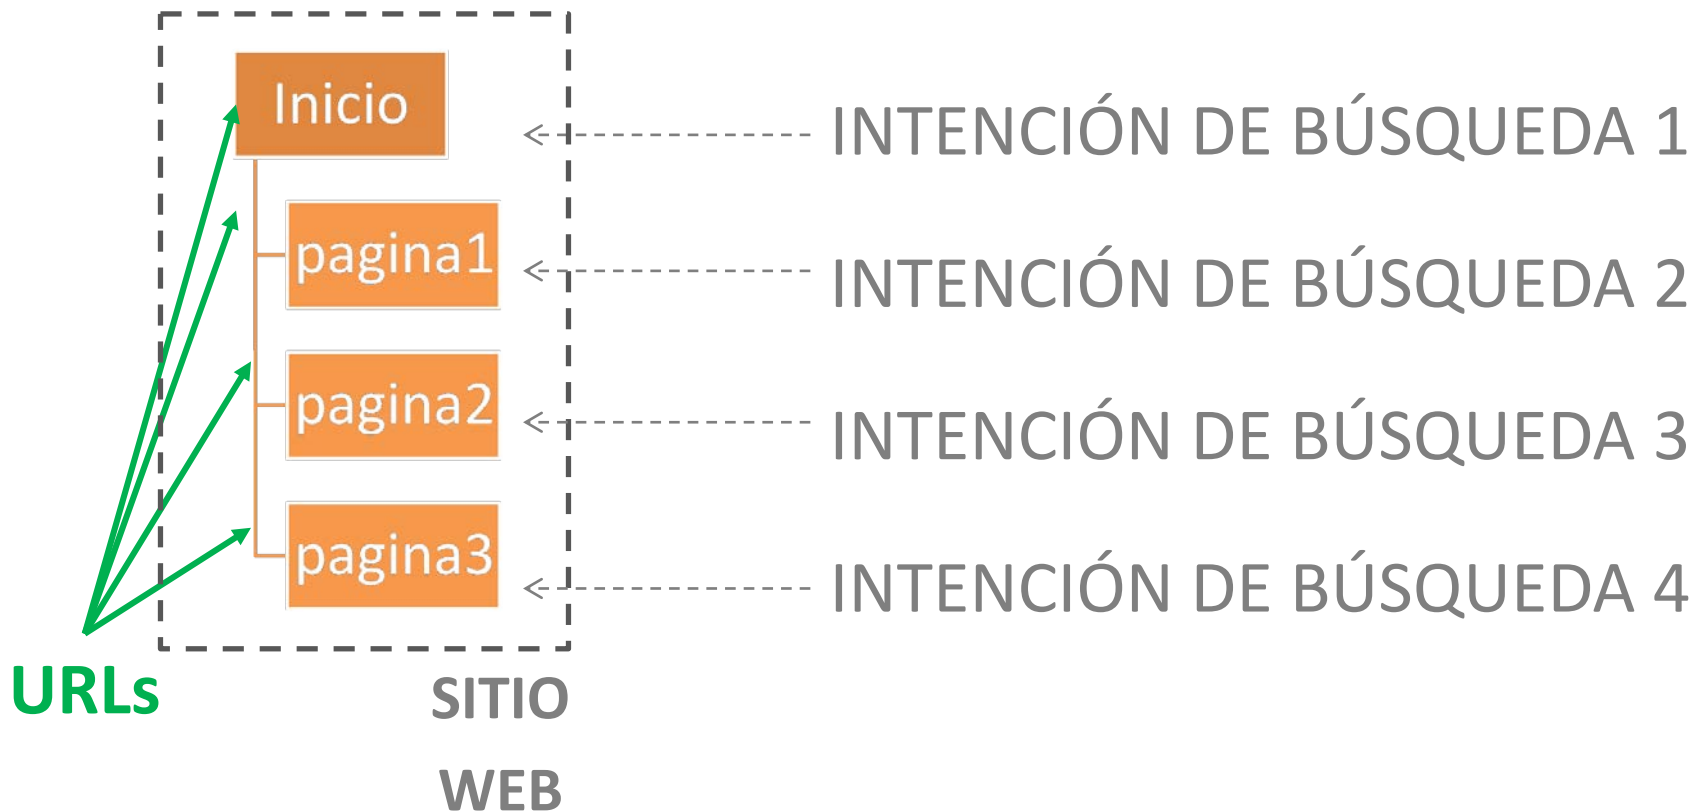 Inicio
INTENCIÓN DE BÚSQUEDA 1
pagina1
INTENCIÓN DE BÚSQUEDA 2
pagina2
INTENCIÓN DE BÚSQUEDA 3
pagina3
INTENCIÓN DE BÚSQUEDA 4
URLs
SITIO
WEB